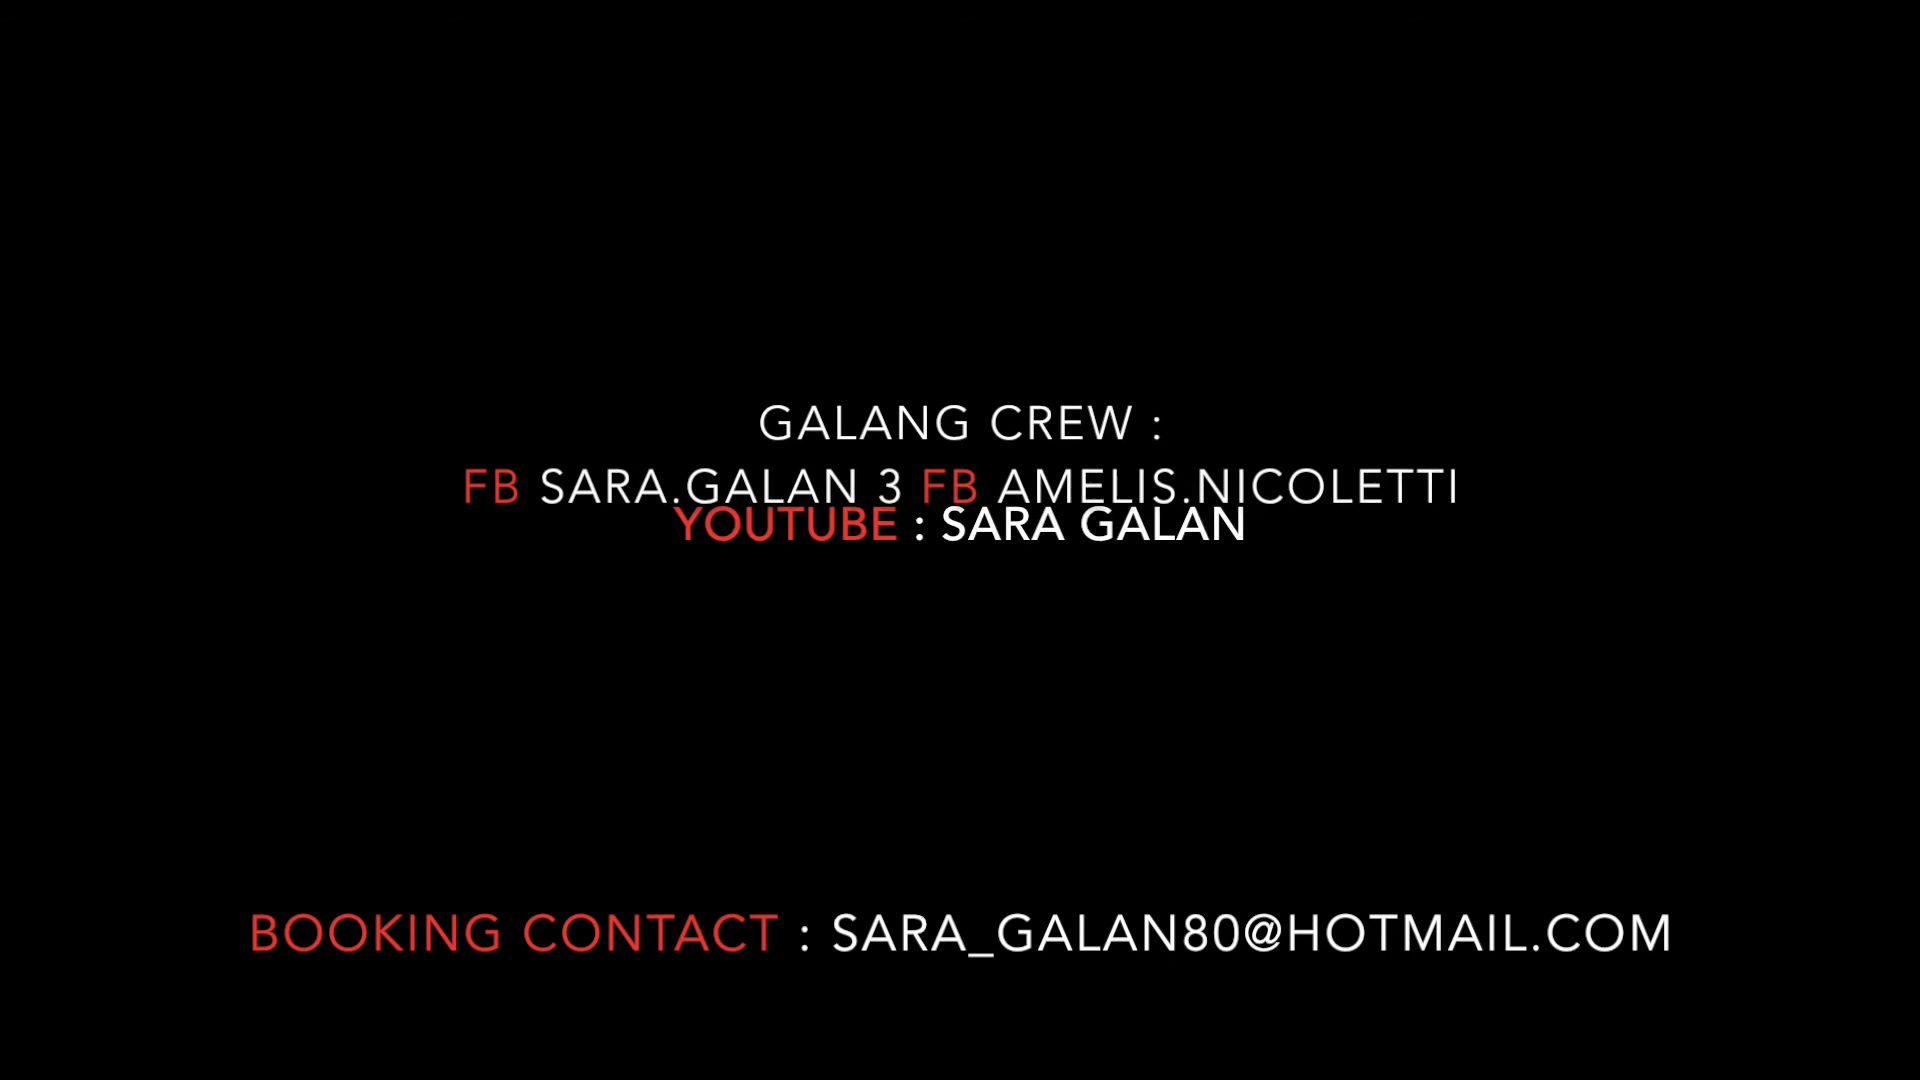 GALANG CREW :
FB SARA.GALAN 3 FB AMELIS.NICOLETTI
YOUTUBE : SARA GALAN
BOOKING CONTACT : SARA_GALAN80@HOTMAIL.COM